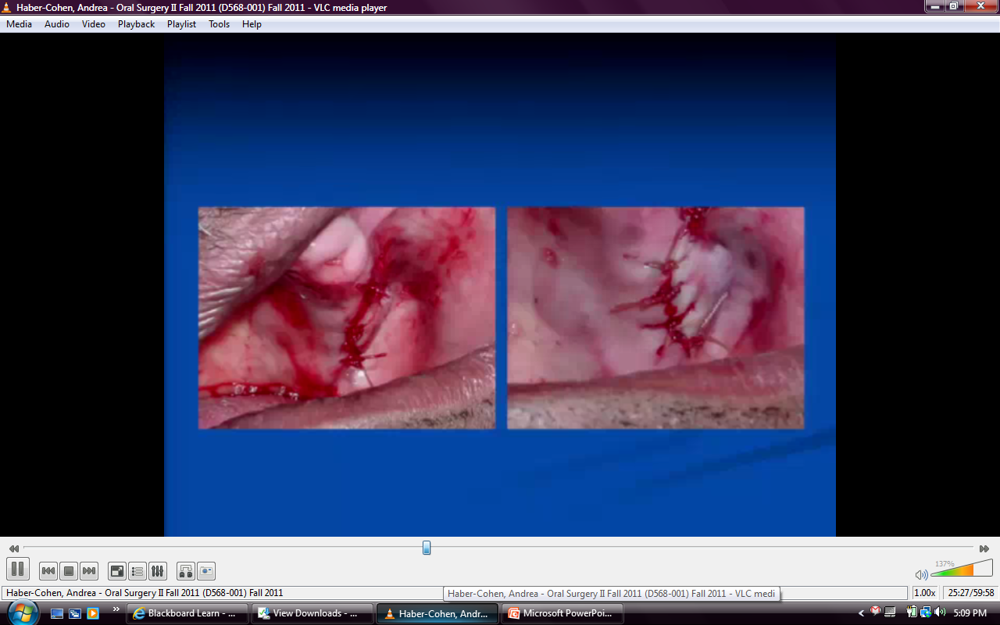 Haber-Cohen, Andrea - Oral Surgery II Fall 2011 (D568-001) Fall 2011 - VLC media player
Media Audio Video Playback Playlist Tools Help
137%
Haber-Cohen, Andrea - Oral Surgery II Fall 2011 (D568-001) Fall 2011
Haber-Cohen, Andrea - Oral Surgery II Fall 2011 (D568-001) Fall 2011 - VLC medi
1.00x 25:27/59:58
Blackboard Learn - ... View Downloads - ... Haber-Cohen, Andr... Microsoft PowerPoi... 5:09 PM